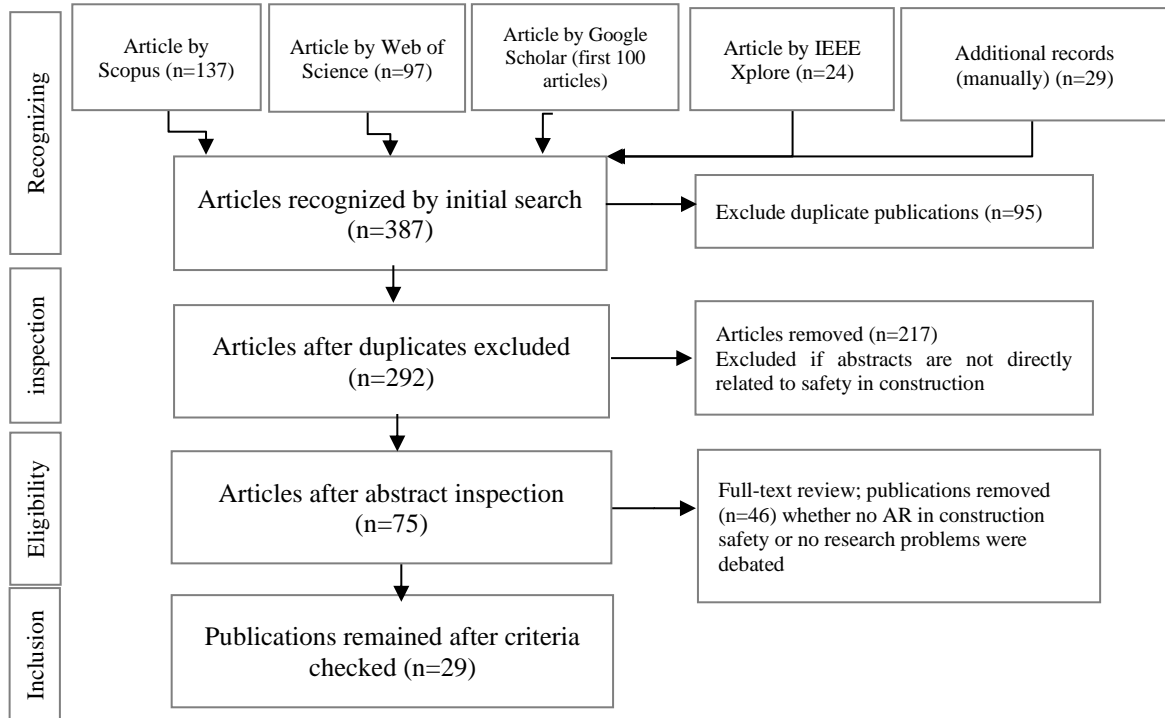 Recognizing
Article by
Scopus (n=137)
Article by Web of
Science (n=97)
Article by Google
Scholar (first 100
articles)
Article by IEEE
Xplore (n=24)
Additional records
(manually) (n=29)
Articles recognized by initial search
(n=387)
Exclude duplicate publications (n=95)
inspection
Articles after duplicates excluded
(n=292)
Articles removed (n=217)
Excluded if abstracts are not directly
related to safety in construction
Eligibility
Articles after abstract inspection
(n=75)
Full-text review; publications removed
(n=46) whether no AR in construction
safety or no research problems were
debated
Inclusion
Publications remained after criteria
checked (n=29)